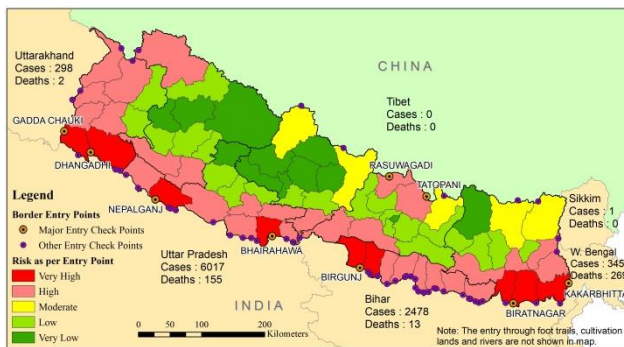 Uttarakhand
Cases : 298
Deaths : 2
CHINA
Tibet
Cases : 0
Deaths : 0
GADDA CHAUKI
DHANGADHI
RASUWAGADI
TATOPANI
NEPALGANJ
Sikkim
Cases : 1
Deaths : 0
Legend
Border Entry Points
Major Entry Check Points
Other Entry Check Points
Risk as per Entry Point
Very High
High
Moderate
Low
Very Low
BHAIRAHAWA
Uttar Pradesh
Cases : 6017
Deaths : 155
W. Bengal
Cases : 345
Deaths : 269
BIRGUNJ
KAKARBHITTA
INDIA
Bihar
Cases : 2478
Deaths : 13
BIRATNAGAR
0 50 100 200
Kilometers
Note: The entry through foot trails, cultivation
lands and rivers are not shown in map.